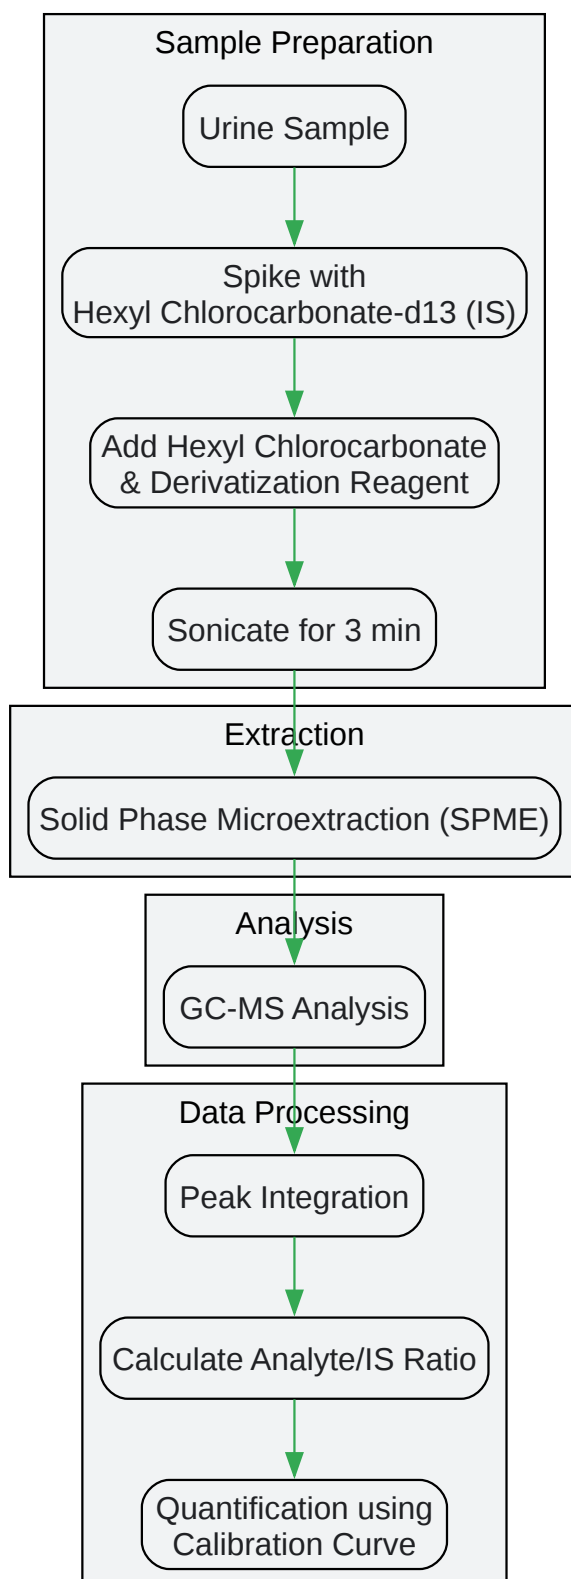 Sample Preparation
Urine Sample
Spike with
Hexyl Chlorocarbonate-d13 (IS)
Add Hexyl Chlorocarbonate
& Derivatization Reagent
Sonicate for 3 min
Extraction
Solid Phase Microextraction (SPME)
Analysis
GC-MS Analysis
Data Processing
Peak Integration
Calculate Analyte/IS Ratio
Quantification using
Calibration Curve